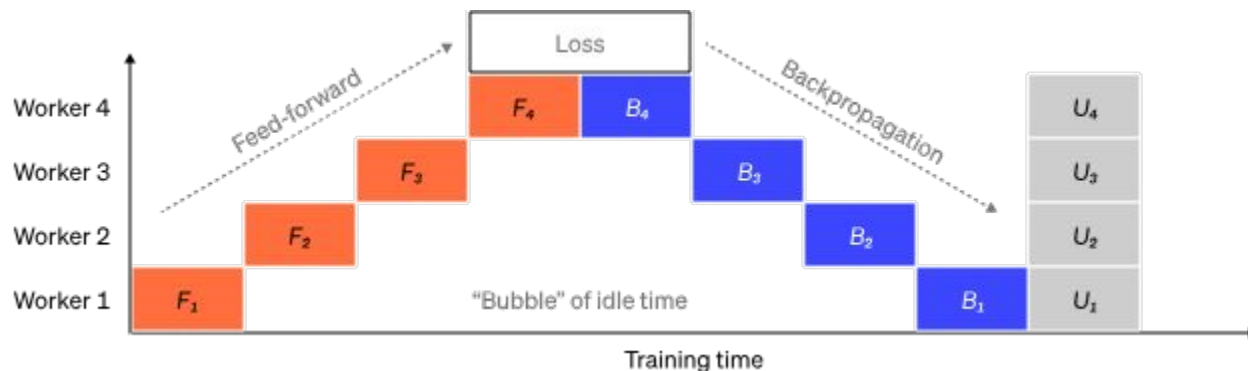 Loss
Feed-forward
Backpropagation
Worker 4
F₄
B₄
U₄
Worker 3
F₃
B₃
U₃
Worker 2
F₂
B₂
U₂
Worker 1
F₁
“Bubble” of idle time
B₁
U₁
Training time